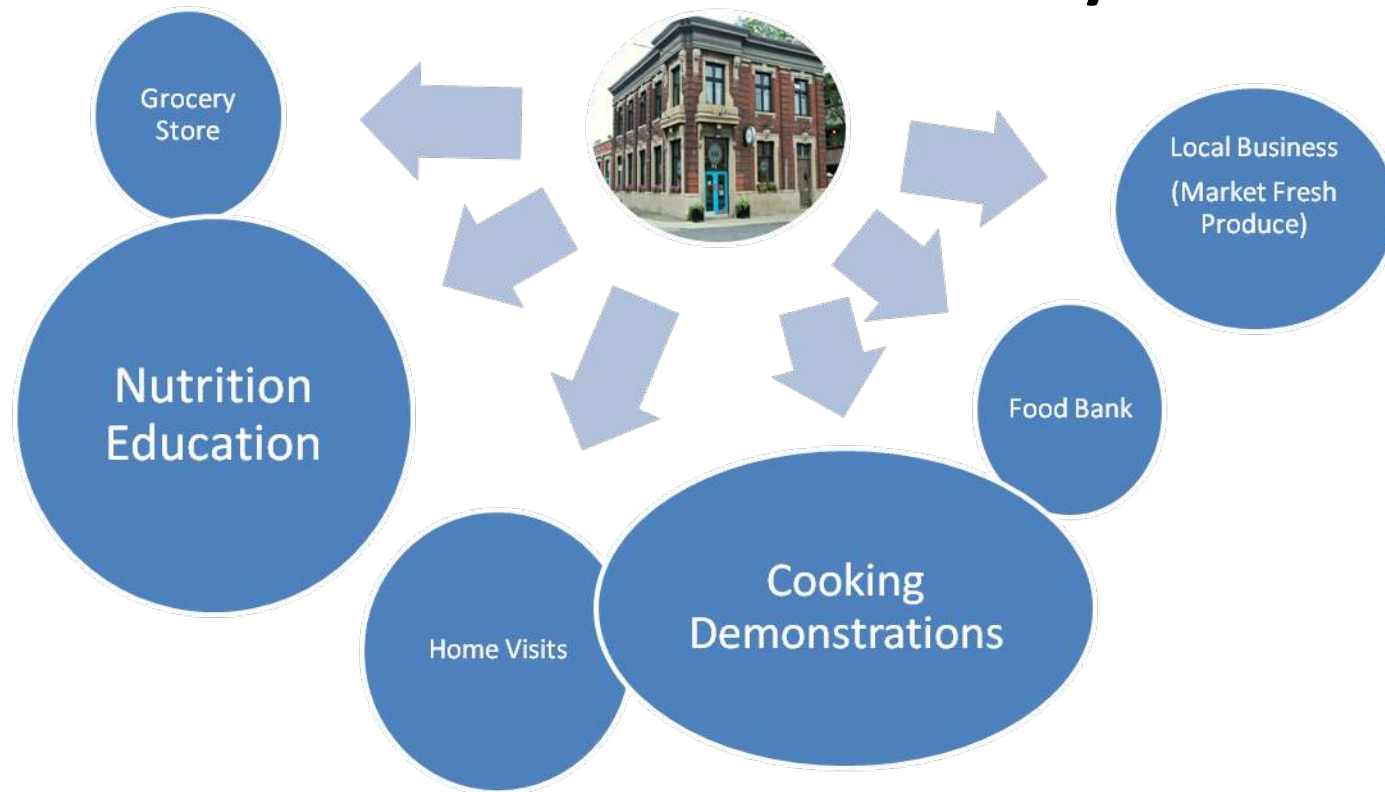 Grocery
Store
Local Business
(Market Fresh
Produce)
Nutrition
Education
Food Bank
Cooking
Demonstrations
Home Visits